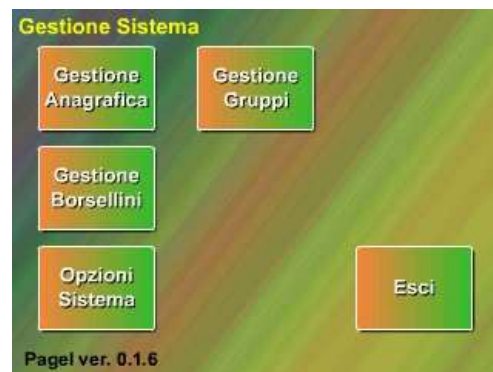 Gestione Sistema
Gestione
Anagrafica
Gestione
Gruppi
Gestione
Borsellini
Opzioni
Sistema
Esci
Pagel ver. 0.1.6